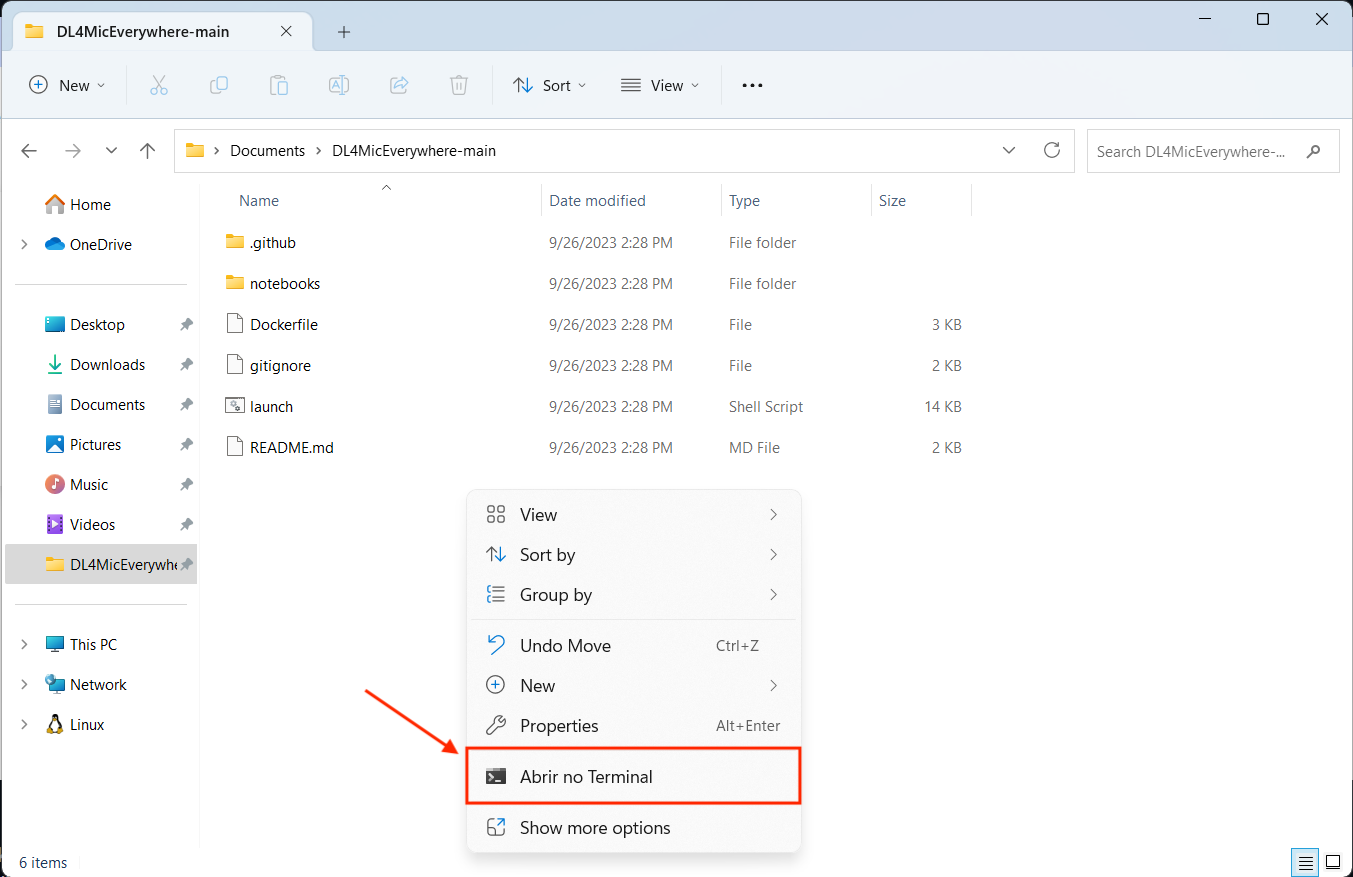 DL4MicEverywhere-main
New
Sort
View
Documents
DL4MicEverywhere-main
Search DL4MicEverywhere-...
Name Date modified Type Size
.github 9/26/2023 2:28 PM File folder
notebooks 9/26/2023 2:28 PM File folder
Dockerfile 9/26/2023 2:28 PM File 3 KB
gitignore 9/26/2023 2:28 PM File 2 KB
launch 9/26/2023 2:28 PM Shell Script 14 KB
README.md 9/26/2023 2:28 PM MD File 2 KB
Home
OneDrive
Desktop
Downloads
Documents
Pictures
Music
Videos
DL4MicEverywhe
This PC
Network
Linux
View
Sort by
Group by
Undo Move Ctrl+Z
New
Properties Alt+Enter
Abrir no Terminal
Show more options
6 items